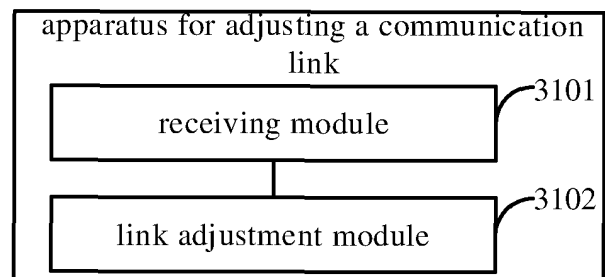 apparatus for adjusting a communication
link
3101
receiving module
3102
link adjustment module